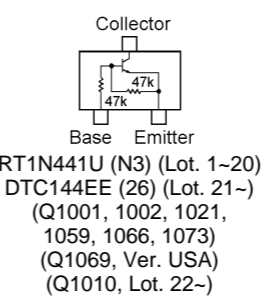 Collector
47k
47k
Base Emitter
RT1N441U (N3) (Lot. 1~20)
DTC144EE (26) (Lot. 21~)
(Q1001, 1002, 1021,
1059, 1066, 1073)
(Q1069, Ver. USA)
(Q1010, Lot. 22~)